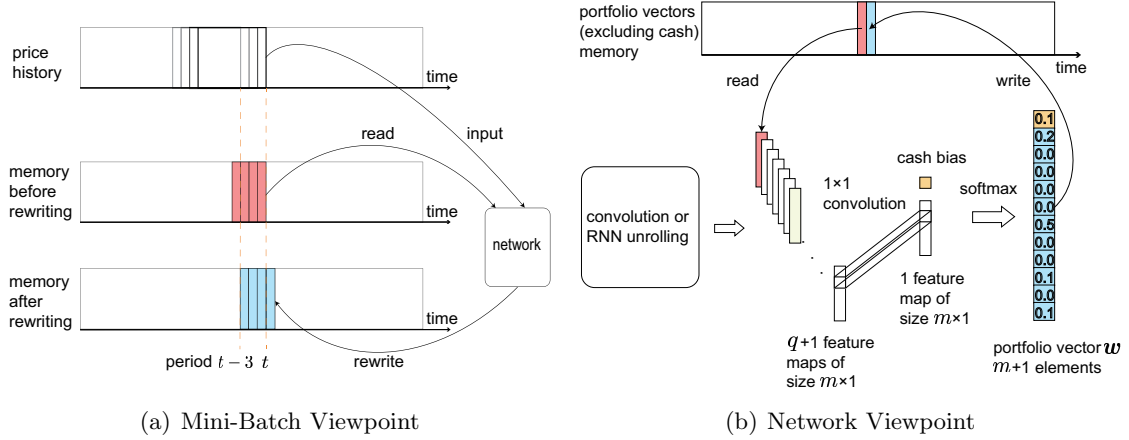 price
history
time
input
read
memory
before
rewriting
time
network
memory
after
rewriting
time
period t − 3 t
rewrite
(a) Mini-Batch Viewpoint
portfolio vectors
(excluding cash)
memory
time
read
write
convolution or
RNN unrolling
1×1
convolution
cash bias
softmax
0.1
0.2
0.0
0.0
0.0
0.0
0.5
0.0
0.0
0.1
0.0
0.1
1 feature
map of
size m×1
q+1 feature
maps of
size m×1
portfolio vector w
m+1 elements
(b) Network Viewpoint